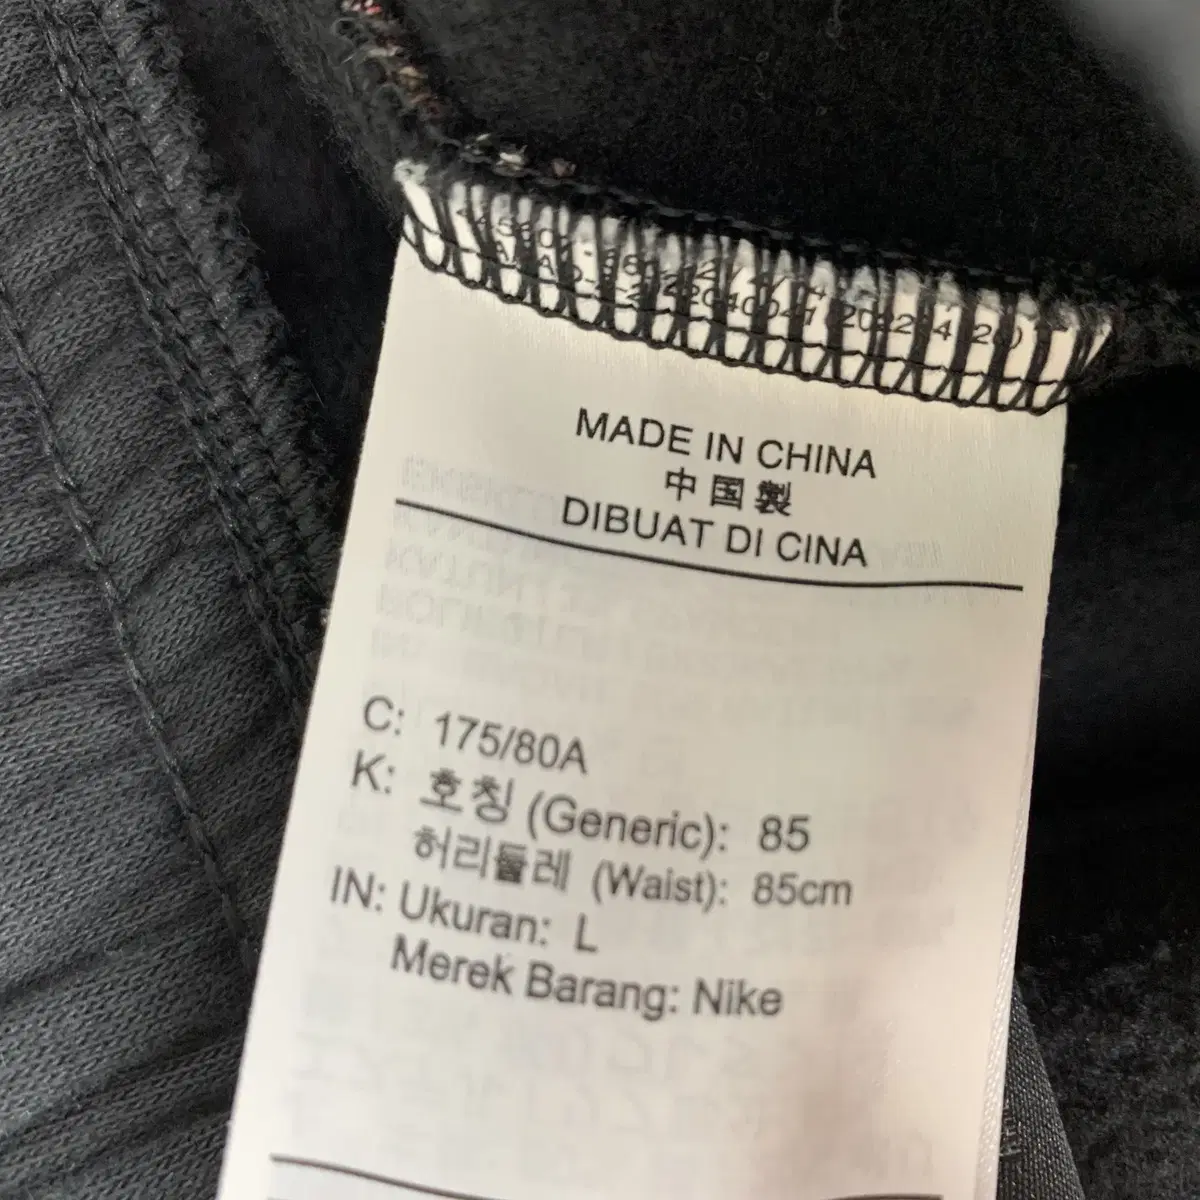 MADE IN CHINA
中国製
DIBUAT DI CINA
C: 175/80A
K: 호칭 (Generic): 85
허리둘레 (Waist): 85cm
IN: Ukuran: L
Merek Barang: Nike